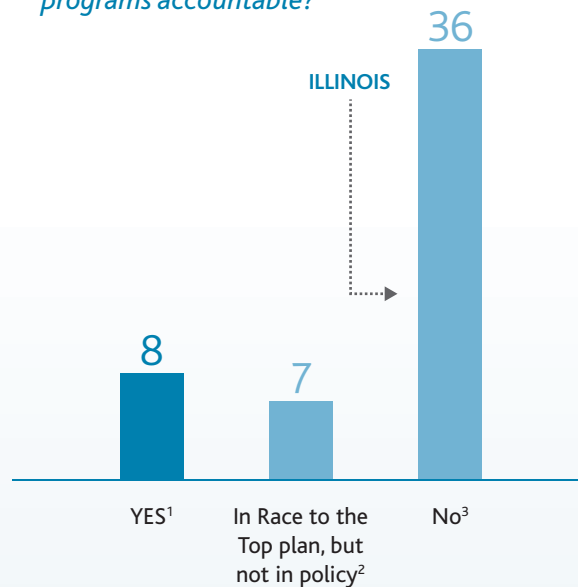 programs accountable?
36
ILLINOIS
8
7
YES¹
In Race to the
Top plan, but
not in policy²
No³